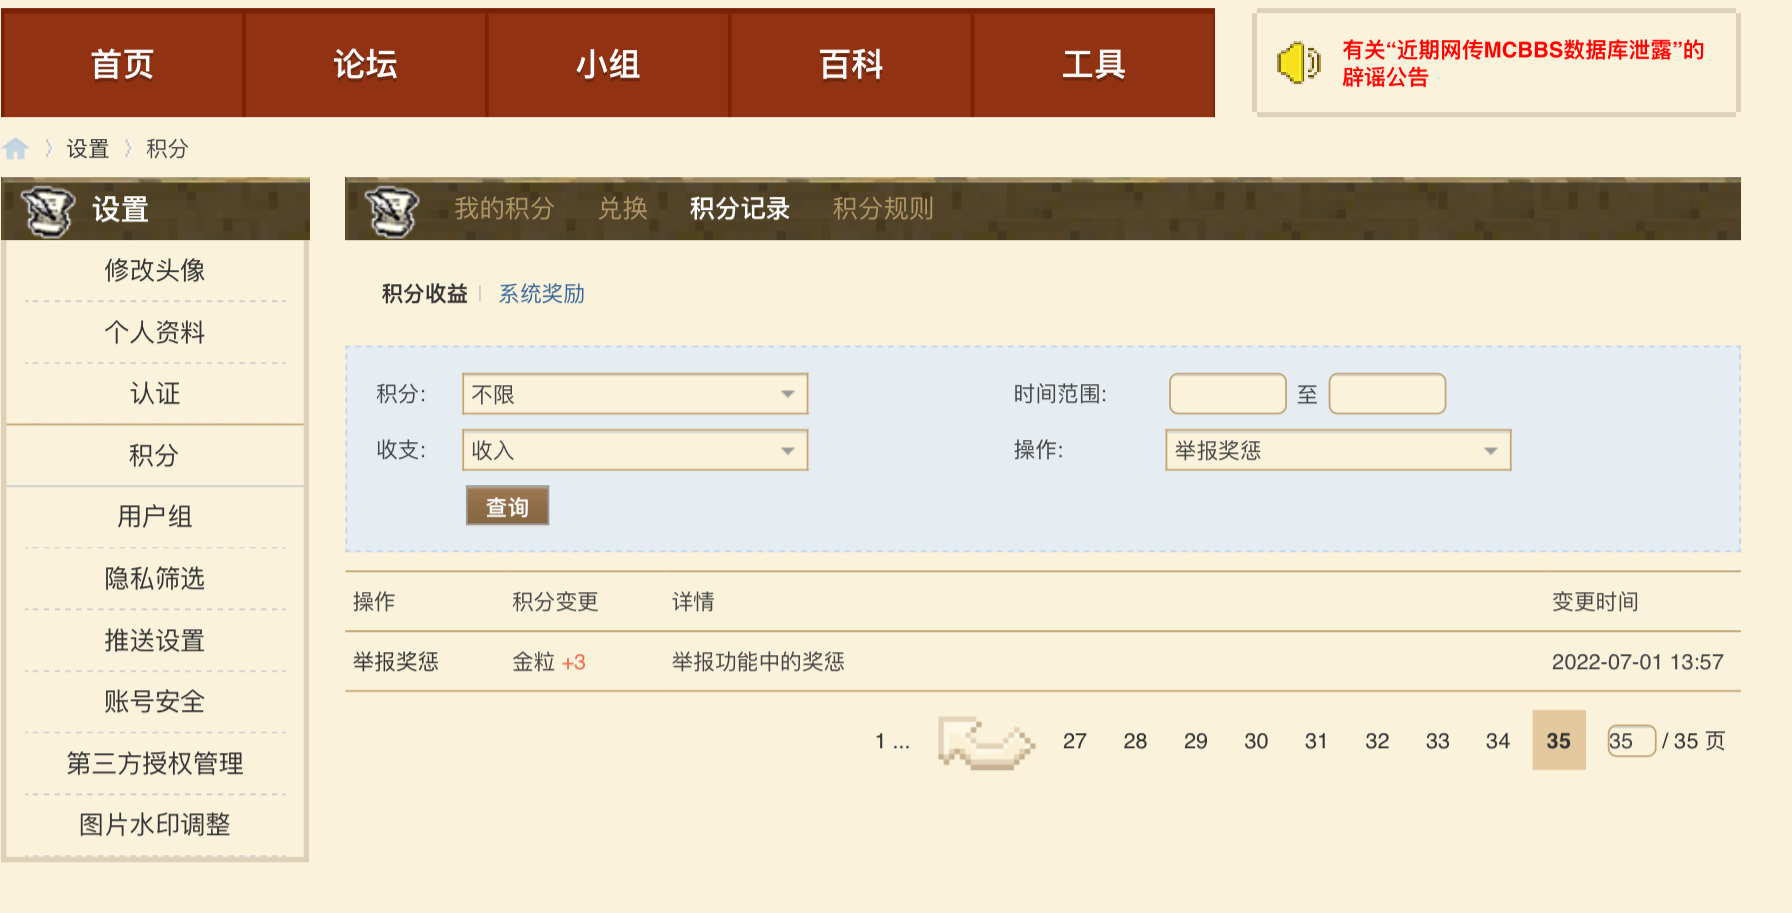 首页 论坛 小组 百科 工具
有关“近期网传MCBBS数据库泄露”的
辟谣公告
设置 积分
设置
修改头像
个人资料
认证
积分
用户组
隐私筛选
推送设置
账号安全
第三方授权管理
图片水印调整
我的积分 兑换 积分记录 积分规则
积分收益 系统奖励
积分: 不限 时间范围: 至
收支: 收入 操作: 举报奖惩
查询
操作 积分变更 详情 变更时间
举报奖惩 金粒 +3 举报功能中的奖惩 2022-07-01 13:57
1 ... 27 28 29 30 31 32 33 34 35 35 / 35 页